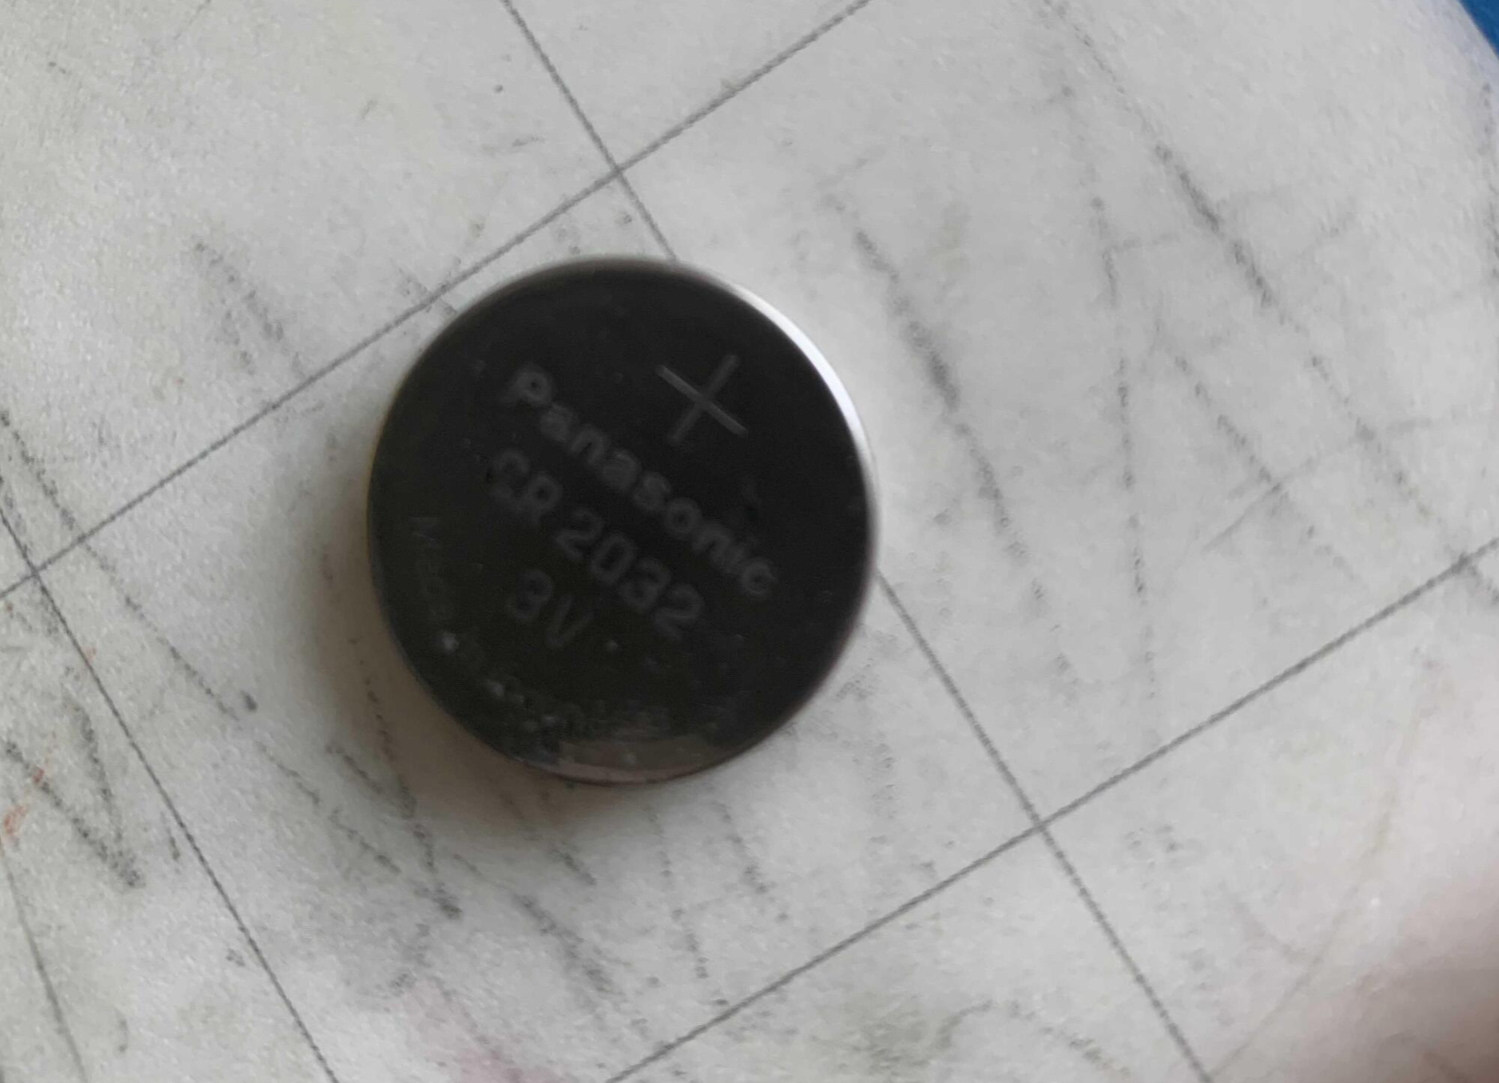 +
Panasonic
CR 2032
3V